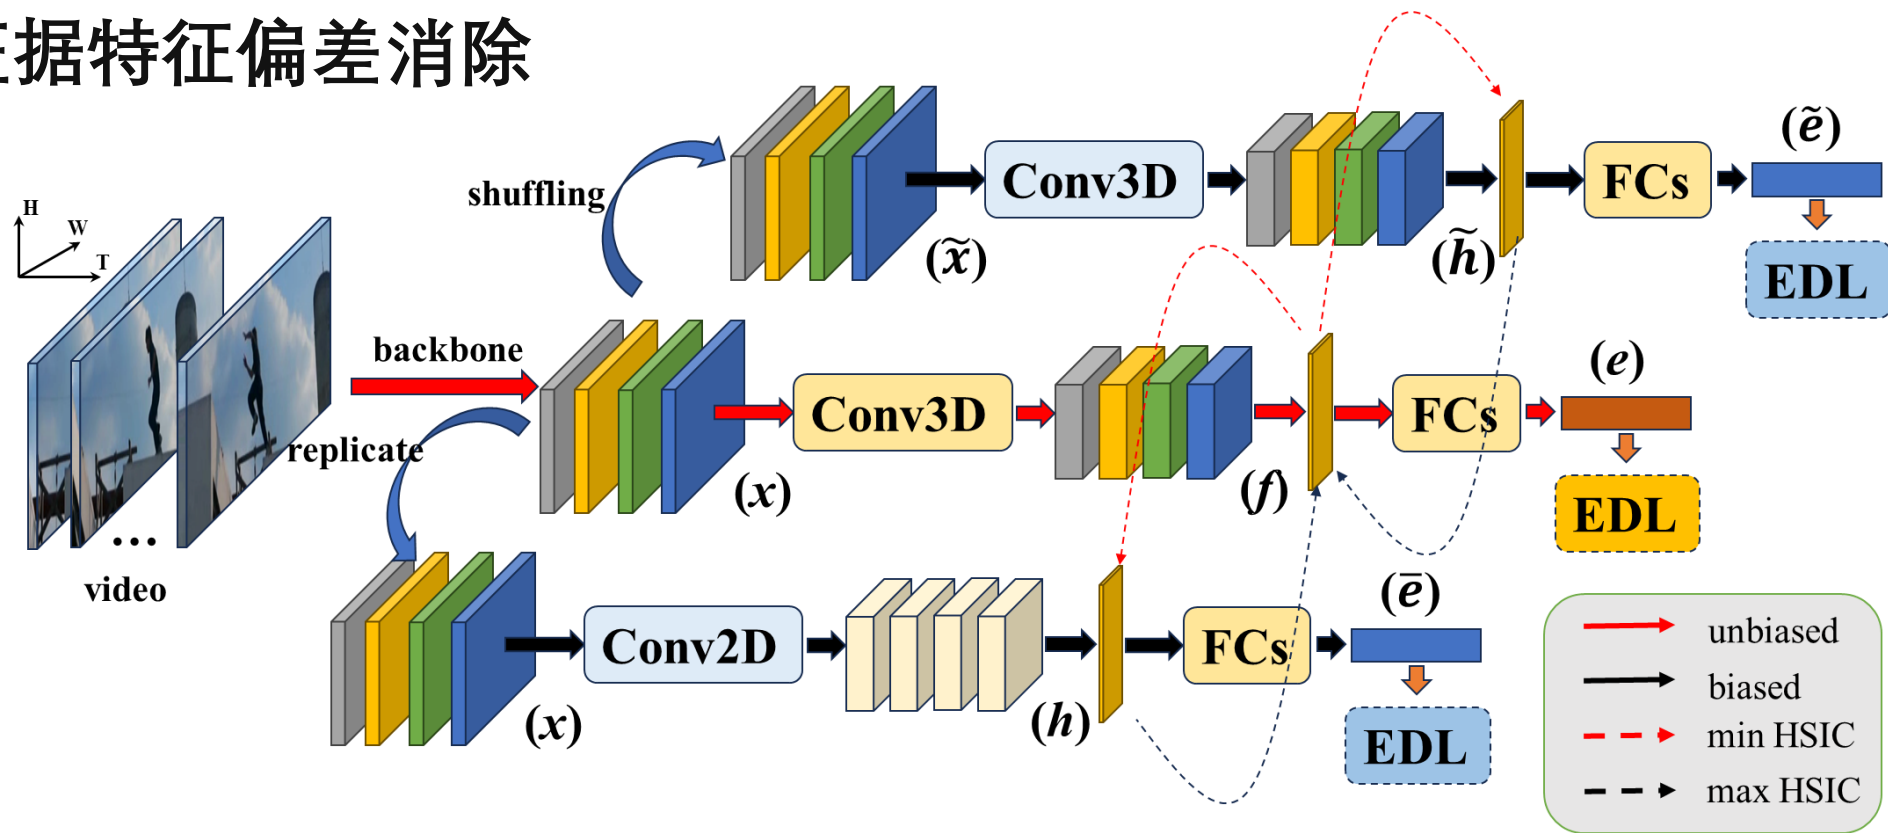 据特征偏差消除
(ẽ)
shuffling
Conv3D
FCs
H
W
T
(x̃)
(h̃)
EDL
backbone
(e)
Conv3D
FCs
replicate
(x)
(f)
EDL
...
video
(ē)
Conv2D
FCs
(x)
(h)
EDL
unbiased
biased
min HSIC
max HSIC